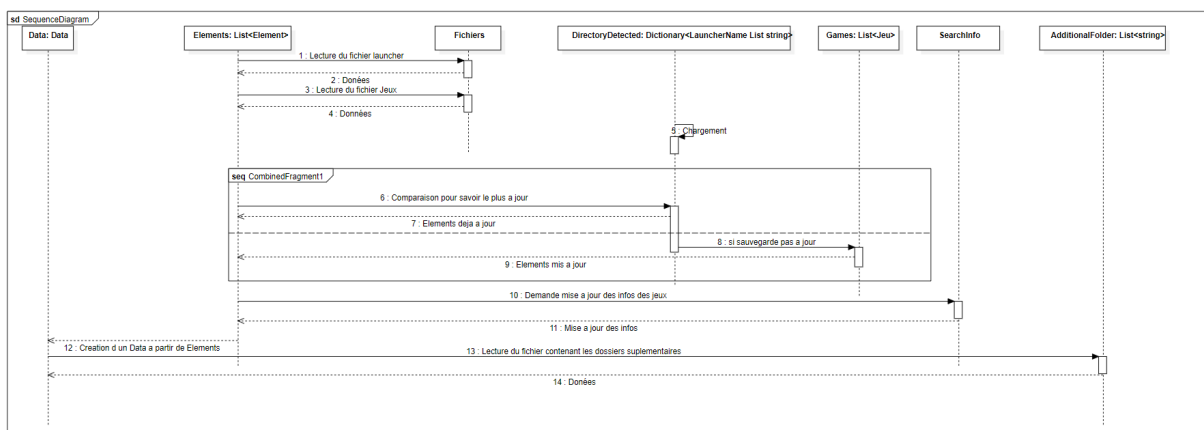 sd SequenceDiagram
Data: Data
Elements: List<Element>
Fichiers
DirectoryDetected: Dictionary<LauncherName List string>
Games: List<Jeu>
SearchInfo
AdditionalFolder: List<string>
1 : Lecture du fichier launcher
2 : Donées
3 : Lecture du fichier Jeux
4 : Données
5 : Chargement
seq CombinedFragment1
6 : Comparaison pour savoir le plus a jour
7 : Elements deja a jour
8 : si sauvegarde pas a jour
9 : Elements mis a jour
10 : Demande mise a jour des infos des jeux
11 : Mise a jour des infos
12 : Creation d un Data a partir de Elements
13 : Lecture du fichier contenant les dossiers suplementaires
14 : Donées